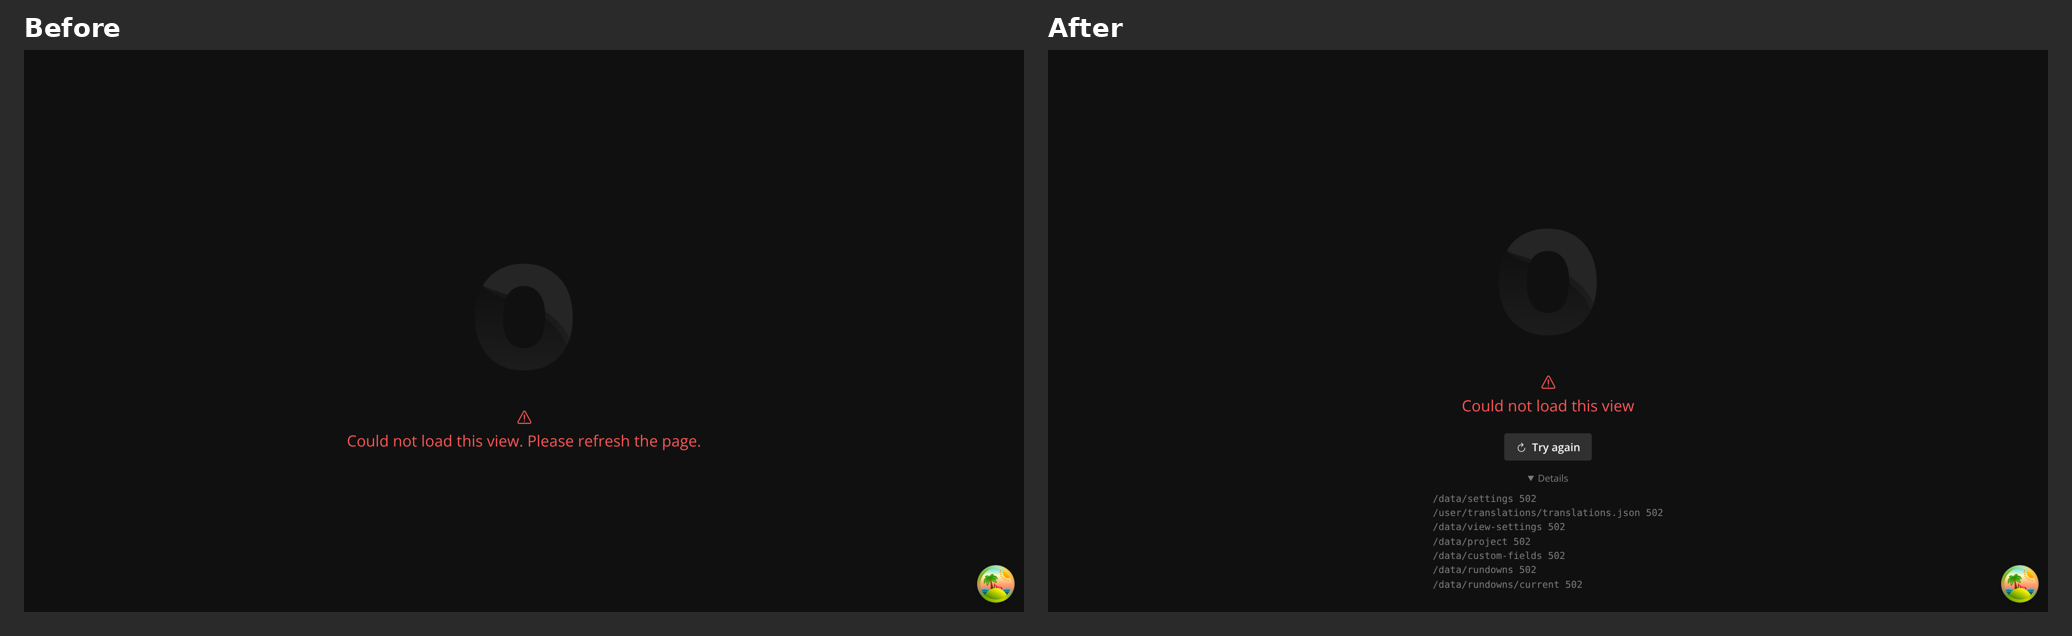 Before
Could not load this view. Please refresh the page.
After
Could not load this view
Try again
Details
/data/settings 502
/user/translations/translations.json 502
/data/view-settings 502
/data/project 502
/data/custom-fields 502
/data/rundowns 502
/data/rundowns/current 502